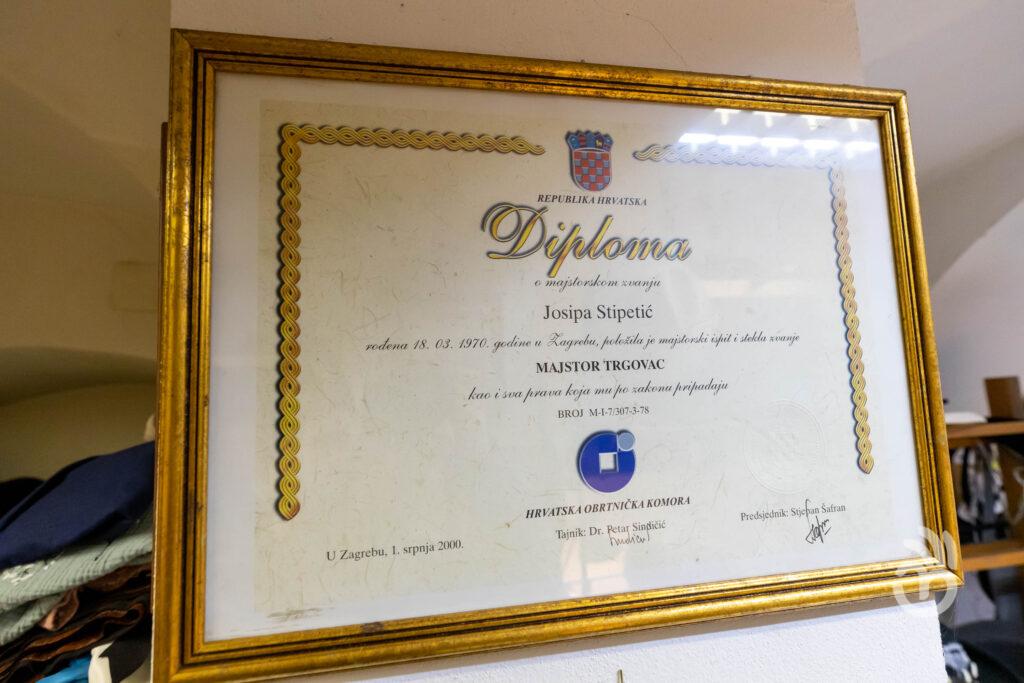 REPUBLIKA HRVATSKA
Diploma
o majstorskom zvanju
Josipa Stipetić
rođena 18. 03. 1970. godine u Zagrebu, položila je majstorski ispit i stekla zvanje
MAJSTOR TRGOVAC
kao i sva prava koja mu po zakonu pripadaju
BROJ M-I-7/307-3-78
HRVATSKA OBRTNIČKA KOMORA
Tajnik: Dr. Petar Sindičić
Predsjednik: Stjepan Šafran
U Zagrebu, 1. srpnja 2000.